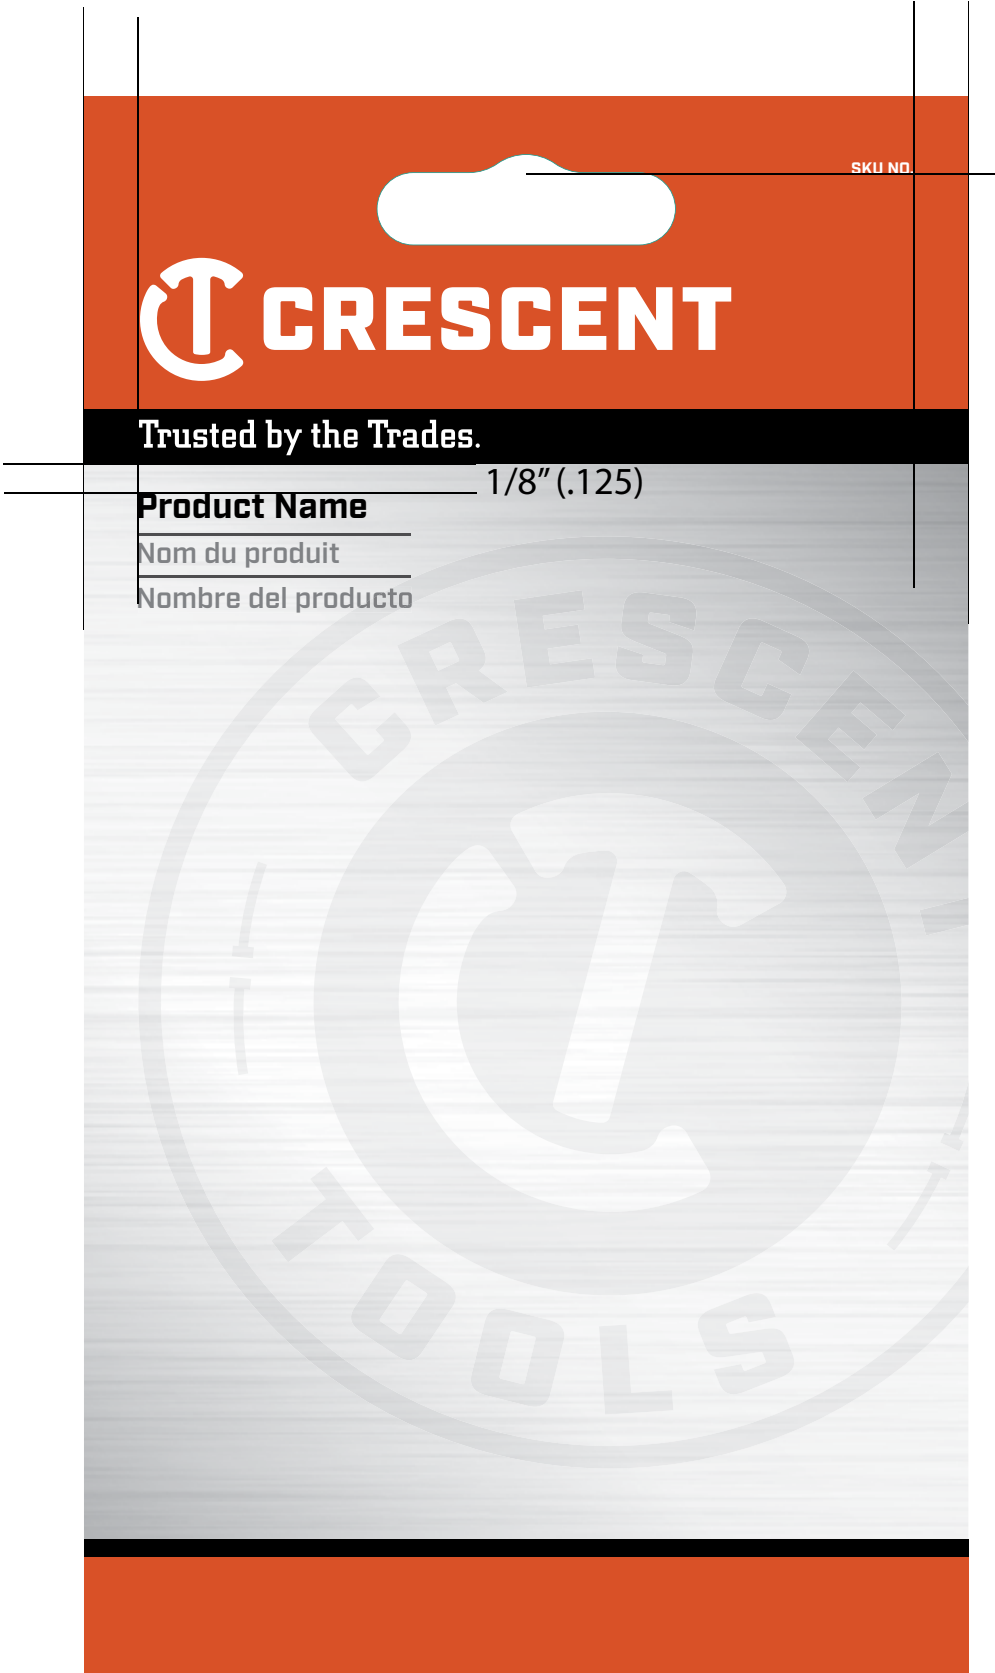 SKU NO.
CRESCENT
Trusted by the Trades.
1/8” (.125)
Product Name
Nom du produit
Nombre del producto
CRESCENT
TOOLS